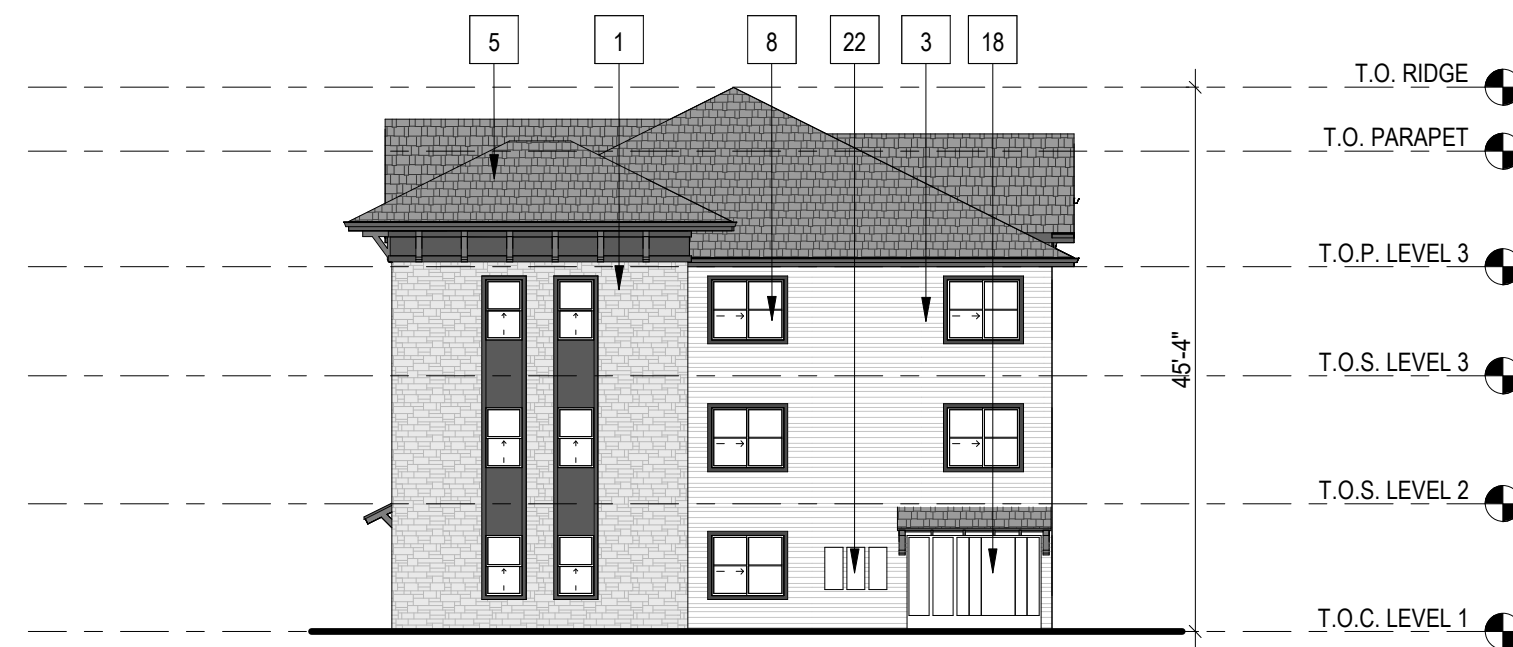 5 1 8 22 3 18
T.O. RIDGE
T.O. PARAPET
T.O.P. LEVEL 3
45'-4"
T.O.S. LEVEL 3
T.O.S. LEVEL 2
T.O.C. LEVEL 1